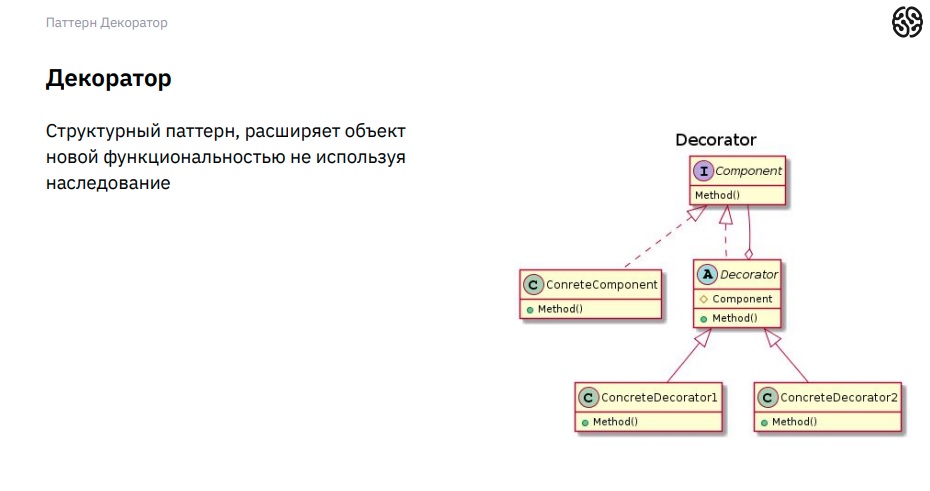 Паттерн Декоратор
Декоратор
Структурный паттерн, расширяет объект
новой функциональностью не используя
наследование
Decorator
I Component
Method()
C ConreteComponent
Method()
A Decorator
Component
Method()
C ConcreteDecorator1
Method()
C ConcreteDecorator2
Method()